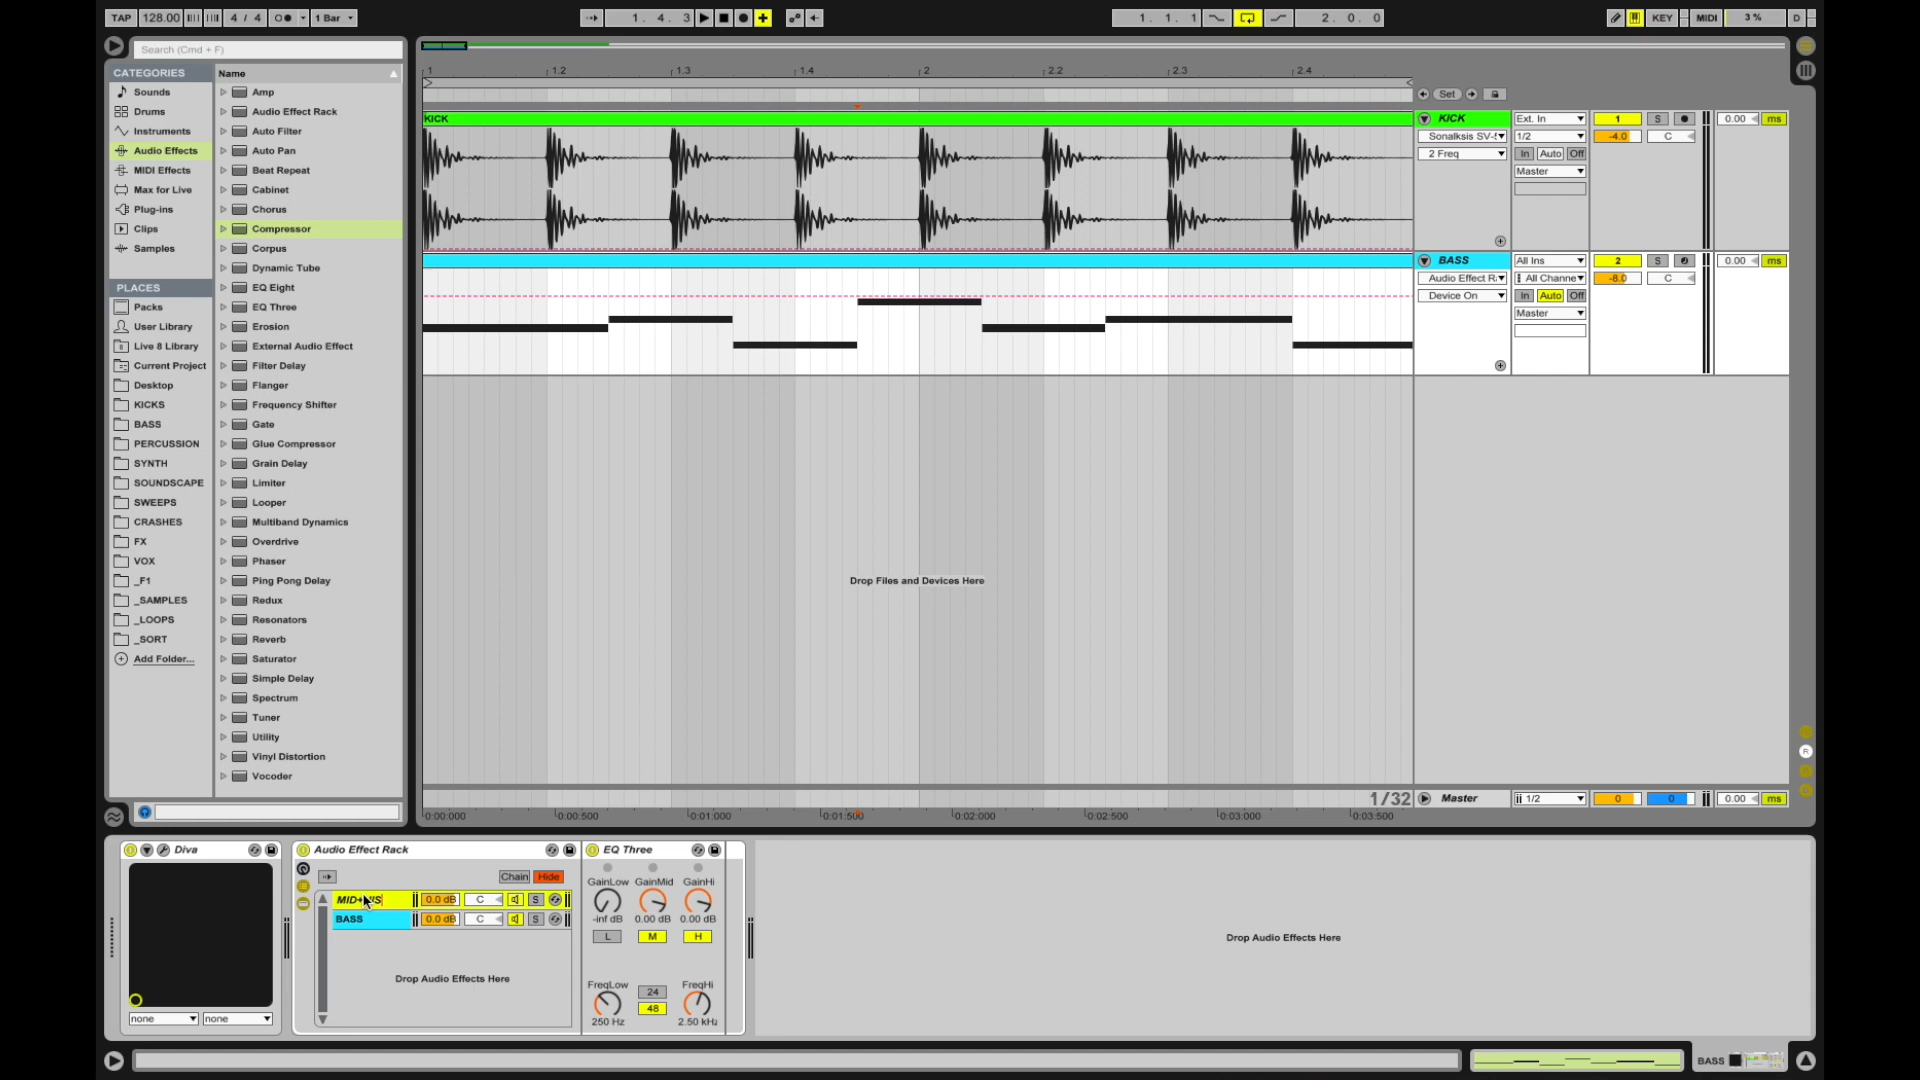 TAP 128.00 4 / 4 1 Bar 1. 4. 3 1. 1. 1 2. 0. 0 KEY MIDI 3 % D
Search (Cmd + F)
CATEGORIES
Sounds
Drums
Instruments
Audio Effects
MIDI Effects
Max for Live
Plug-ins
Clips
Samples
PLACES
Packs
User Library
Live 8 Library
Current Project
Desktop
KICKS
BASS
PERCUSSION
SYNTH
SOUNDSCAPE
SWEEPS
CRASHES
FX
VOX
_F1
_SAMPLES
_LOOPS
_SORT
Add Folder...
Name
Amp
Audio Effect Rack
Auto Filter
Auto Pan
Beat Repeat
Cabinet
Chorus
Compressor
Corpus
Dynamic Tube
EQ Eight
EQ Three
Erosion
External Audio Effect
Filter Delay
Flanger
Frequency Shifter
Gate
Glue Compressor
Grain Delay
Limiter
Looper
Multiband Dynamics
Overdrive
Phaser
Ping Pong Delay
Redux
Resonators
Reverb
Saturator
Simple Delay
Spectrum
Tuner
Utility
Vinyl Distortion
Vocoder
1 1.2 1.3 1.4 2 2.2 2.3 2.4
Set
KICK
KICK Ext. In 1 S 0.00 ms
Sonalksis SV- 1/2 -4.0 C
2 Freq In Auto Off
Master
BASS All Ins 2 S 0.00 ms
Audio Effect R All Channe -8.0 C
Device On In Auto Off
Master
Drop Files and Devices Here
1/32 Master 1/2 0 0 0.00 ms
0:00:000 0:00:500 0:01:000 0:01:500 0:02:000 0:02:500 0:03:000 0:03:500
Diva
none none
Audio Effect Rack
Chain Hide
0.0 dB C S
BASS 0.0 dB C S
Drop Audio Effects Here
EQ Three
GainLow GainMid GainHi
-inf dB 0.00 dB 0.00 dB
L M H
FreqLow FreqHi
24
48
250 Hz 2.50 kHz
Drop Audio Effects Here
BASS